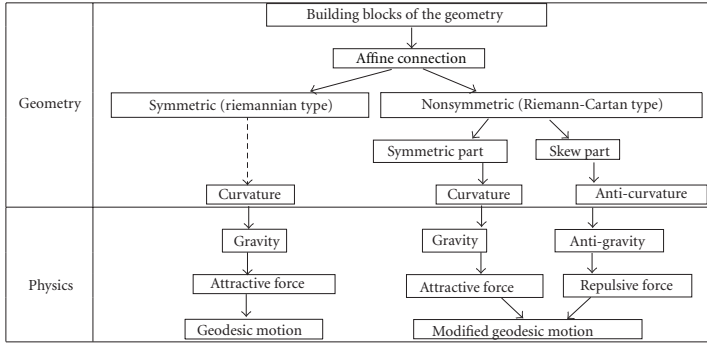 Building blocks of the geometry
Affine connection
Geometry
Symmetric (riemannian type)
Nonsymmetric (Riemann-Cartan type)
Symmetric part
Skew part
Curvature
Curvature
Anti-curvature
Gravity
Gravity
Anti-gravity
Physics
Attractive force
Attractive force
Repulsive force
Geodesic motion
Modified geodesic motion